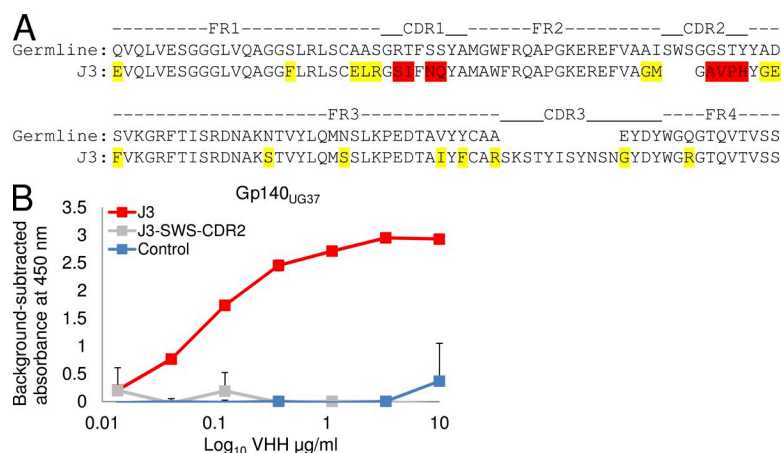 A
--------FR1---------------__CDR1__-------FR2-----------__CDR2__---
Germline:QVQLVESGGGLVQAGGSLRLSCAASGRTFSSYAMGWFRQAPGKEREFVAAISWSGGSTYYAD
J3:EVQLVESGGGLVQAGGFLRLSCELRGSIFNQYAMAWFRQAPGKEREFVAGM GAVPHYGE
------------------FR3----------------____CDR3_______----FR4----
Germline:SVKGRFTISRDNAKNTVYLQMNSLKPEDTAVYYCAA EYDYWGQGTQVTVSS
J3:FVKGRFTISRDNAKSTVYLQMSSLKPEDTAIYFCARSKSTYISYNSNGYDYWGRGTQVTVSS
B
Gp140UG37
J3
J3-SWS-CDR2
Control
Background-subtracted
absorbance at 450 nm
3.5
3
2.5
2
1.5
1
0.5
0
0.01 0.1 1 10
Log10 VHH µg/ml